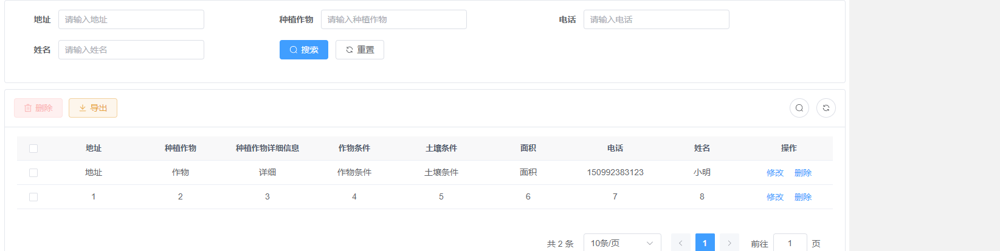 地址 请输入地址 种植作物 请输入种植作物 电话 请输入电话
姓名 请输入姓名 搜索 重置
删除 导出
地址 种植作物 种植作物详细信息 作物条件 土壤条件 面积 电话 姓名 操作
地址 作物 详细 作物条件 土壤条件 面积 150992383123 小明 修改 删除
1 2 3 4 5 6 7 8 修改 删除
共 2 条 10条/页 1 前往 1 页